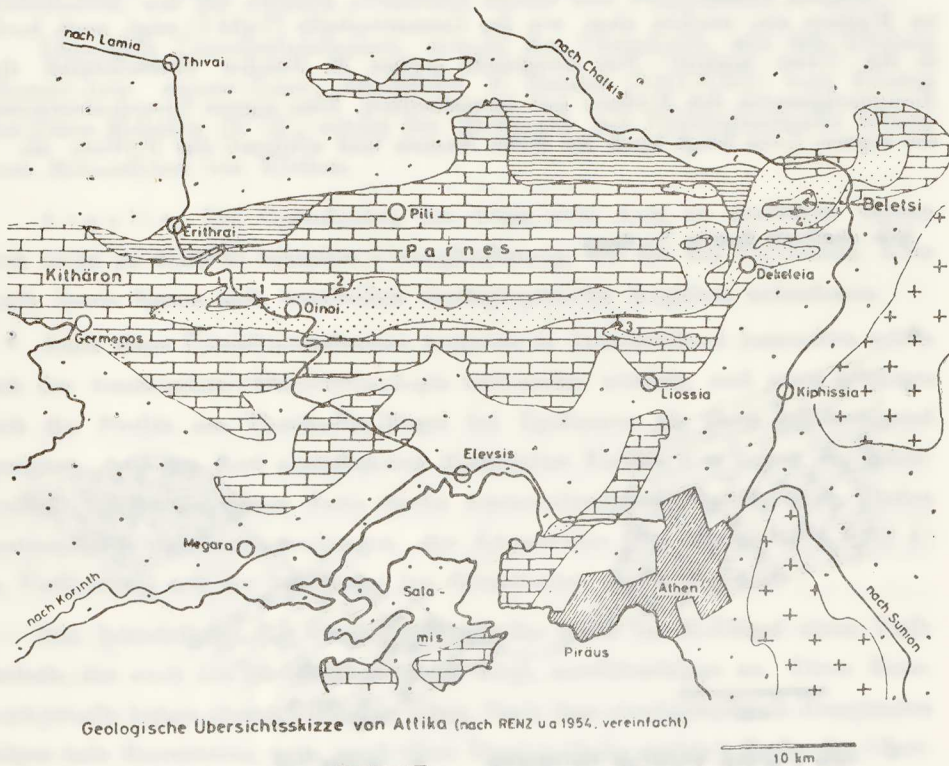 nach Lamia
Thivai
nach Chalkis
Erithrai
Pili
Beletsi
Parnes
Kithäron
Dekeleia
1
2
Oinoi.
3
Germenos
Liossia
Kiphissia
Elevsis
Megara
nach Korinth
Sala-
mis
Athen
Piräus
nach Sunion
Geologische Übersichtsskizze von Attika (nach RENZ u a 1954, vereinfacht)
10 km